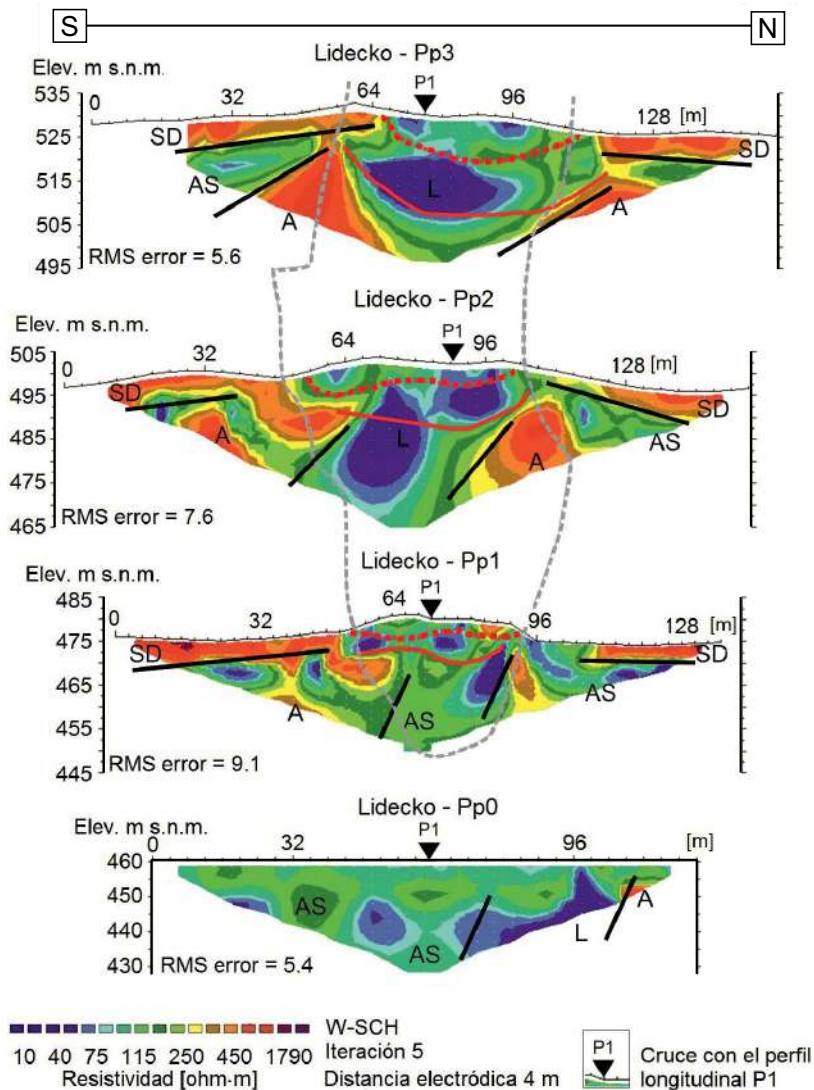 S N
Lidecko - Pp3
Elev. m s.n.m.
P1
0 32 64 96 128 [m]
535
525
515
505
495
SD
AS
A
L
A
SD
RMS error = 5.6
Lidecko - Pp2
Elev. m s.n.m.
P1
0 32 64 96 128 [m]
505
495
485
475
465
SD
A
L
A
AS
SD
RMS error = 7.6
Lidecko - Pp1
Elev. m s.n.m.
P1
0 32 64 96 128 [m]
485
475
465
455
445
SD
A
AS
AS
SD
RMS error = 9.1
Lidecko - Pp0
Elev. m s.n.m.
P1
0 32 96 [m]
460
450
440
430
AS
AS
L
A
RMS error = 5.4
W-SCH
10 40 75 115 250 450 1790
Iteración 5
Resistividad [ohm·m]
Distancia electródica 4 m
P1
Cruce con el perfil
longitudinal P1